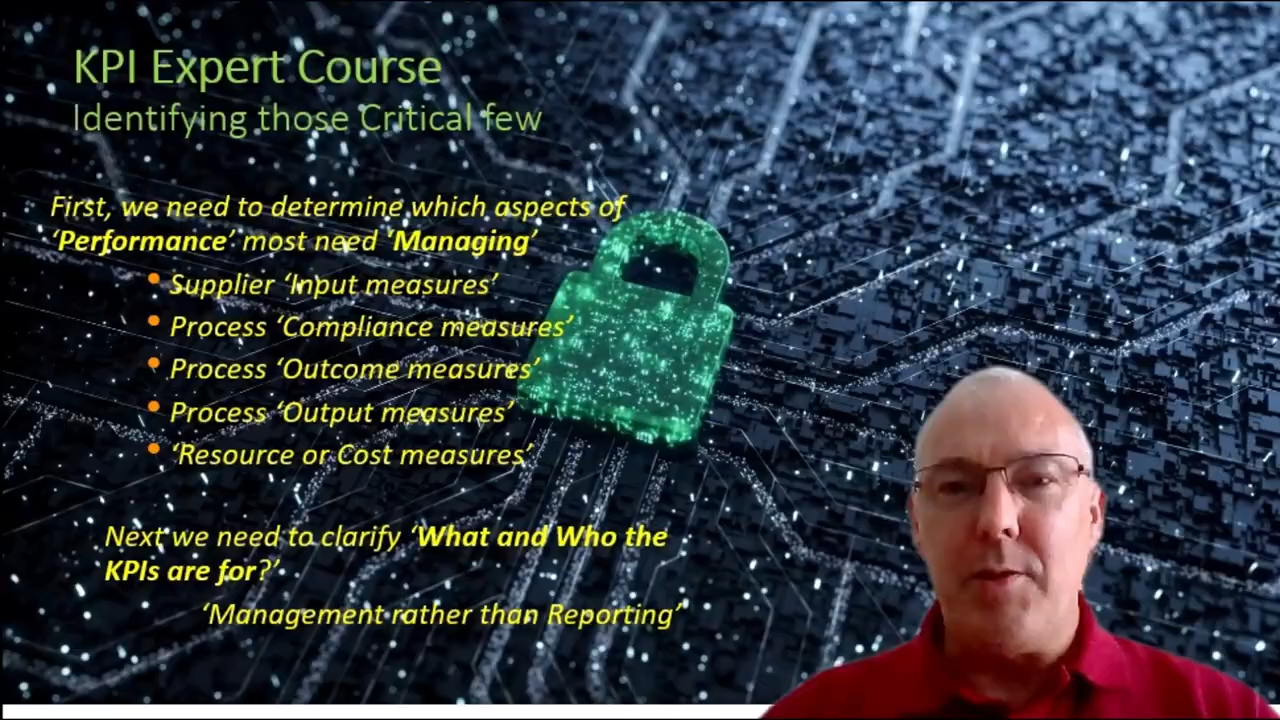 KPI Expert Course
Identifying those Critical few
First, we need to determine which aspects of
‘Performance’ most need ‘Managing’
• Supplier ‘Input measures’
• Process ‘Compliance measures’
• Process ‘Outcome measures’
• Process ‘Output measures’
• ‘Resource or Cost measures’
Next we need to clarify ‘What and Who the
KPIs are for?’
‘Management rather than Reporting’